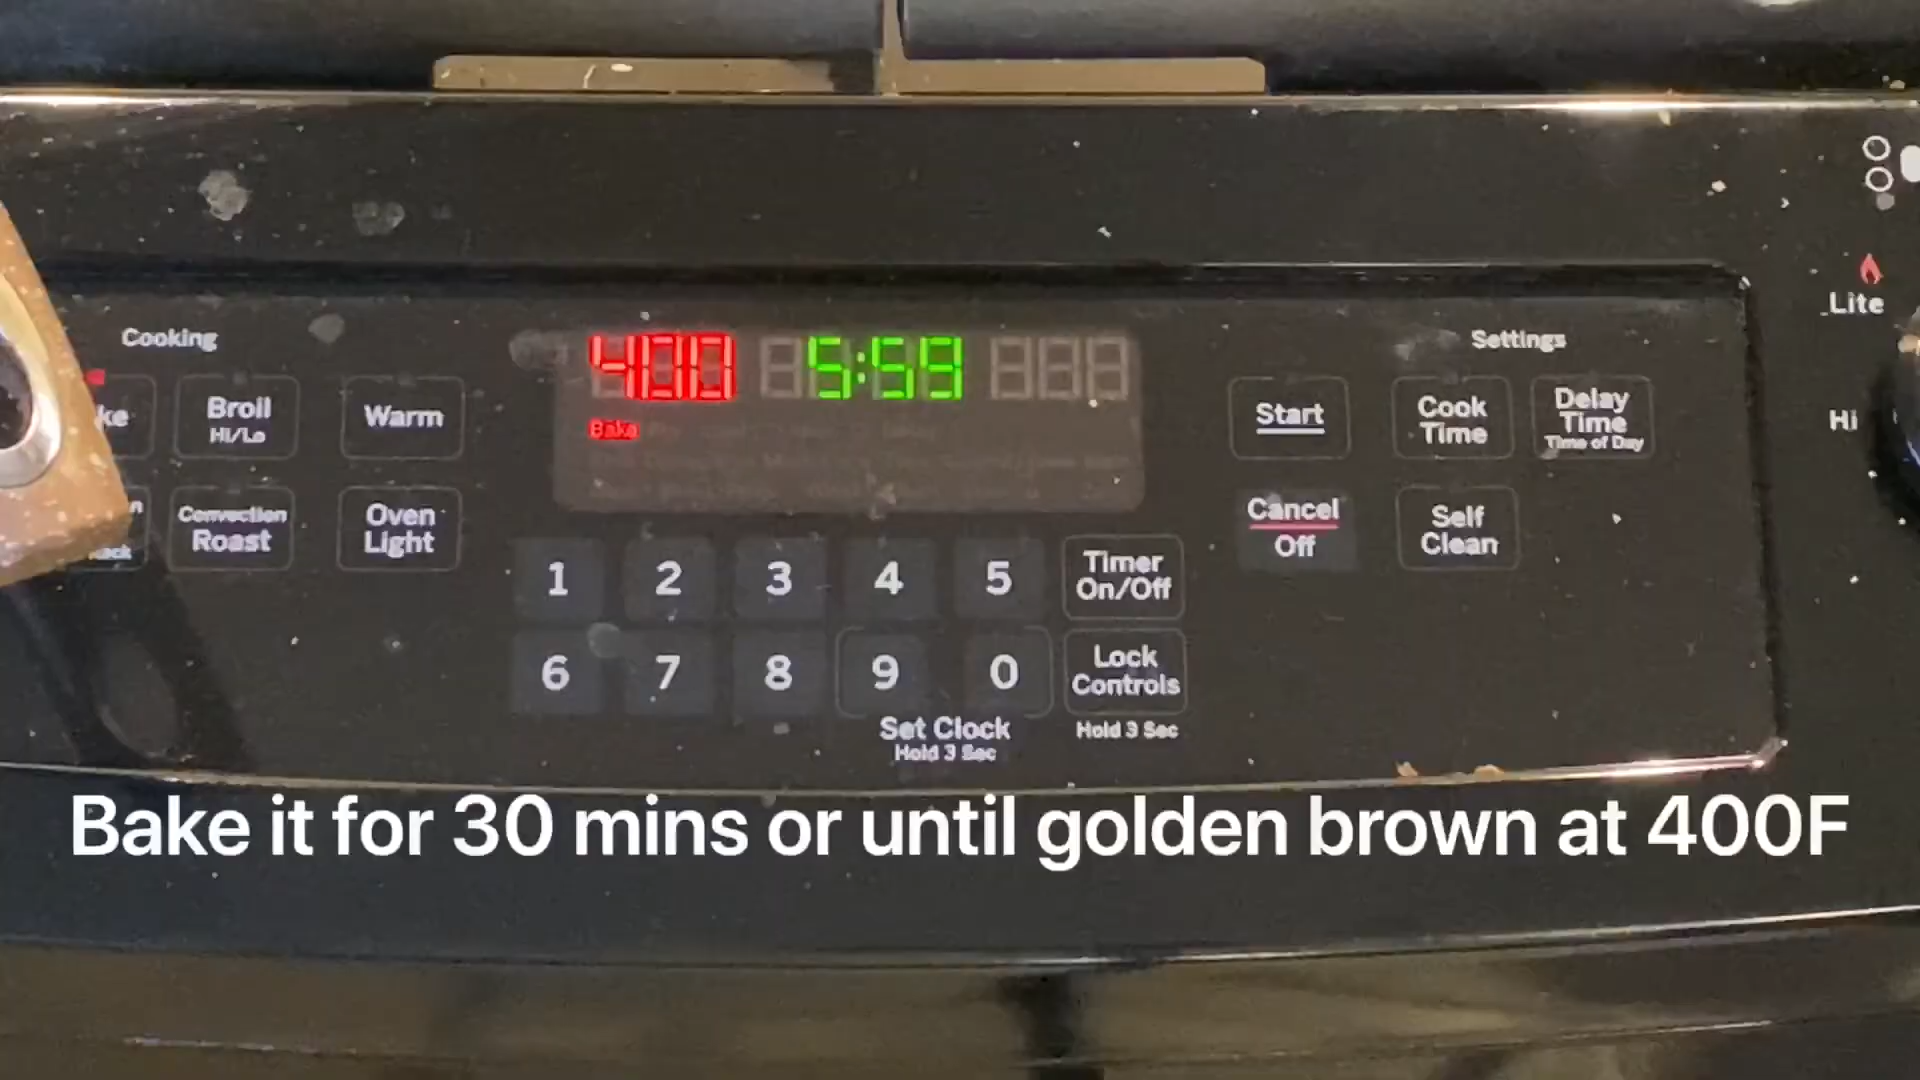 Cooking
400 5:59
Bake
ke
Broil
Hi/Lo
Warm
Convection
Roast
Oven
Light
1 2 3 4 5
6 7 8 9 0
Set Clock
Hold 3 Sec
Timer
On/Off
Lock
Controls
Hold 3 Sec
Settings
Start
Cook
Time
Delay
Time
Time of Day
Cancel
Off
Self
Clean
Lite
Hi
Bake it for 30 mins or until golden brown at 400F